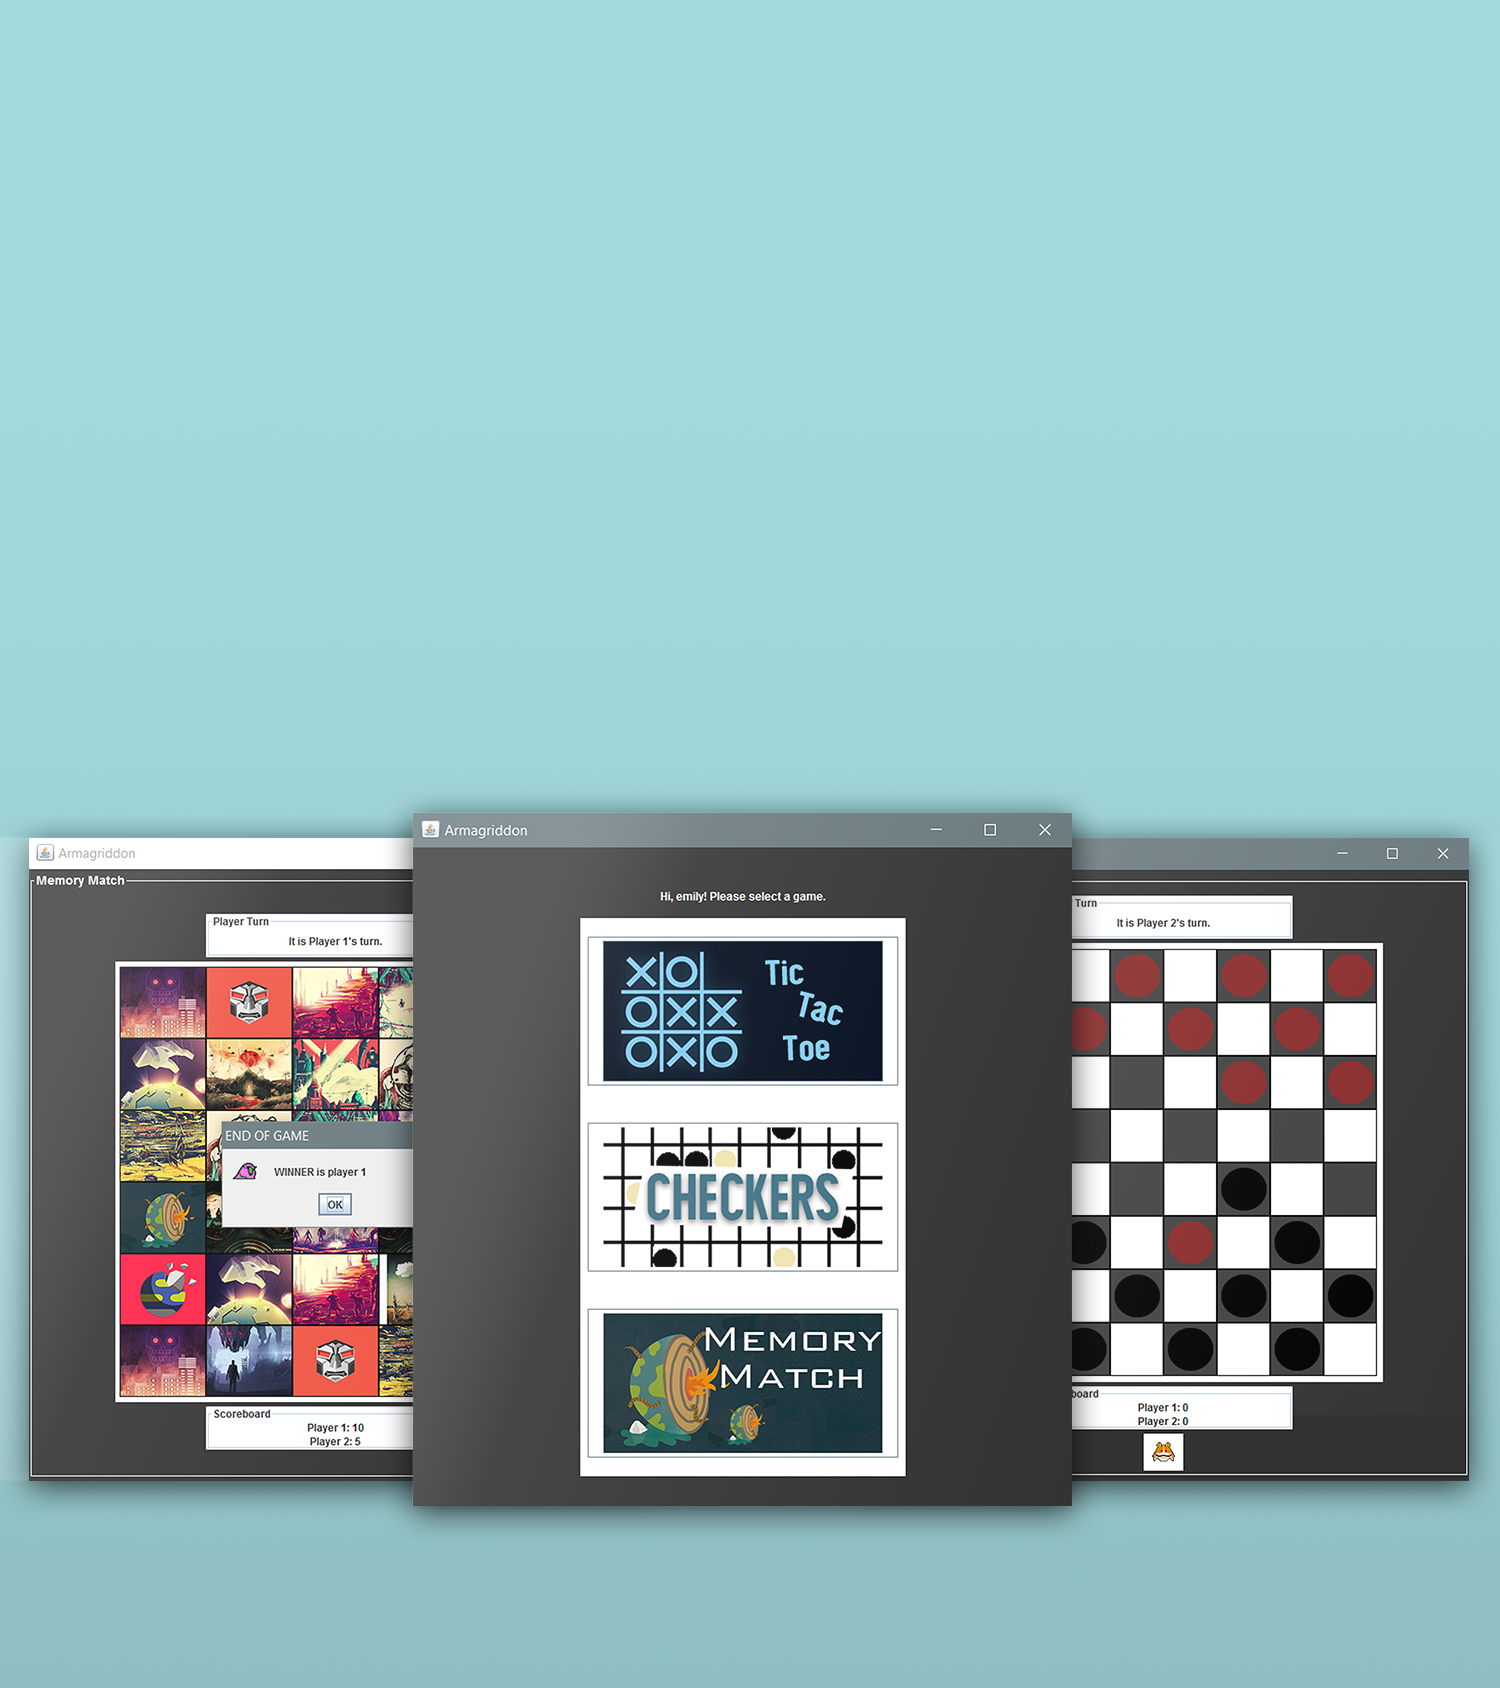 Armagriddon
Memory Match
Player Turn
It is Player 1's turn.
END OF GAME
WINNER is player 1
OK
Scoreboard
Player 1: 10
Player 2: 5
Armagriddon
Hi, emily! Please select a game.
Tic
Tac
Toe
CHECKERS
MEMORY
MATCH
Turn
It is Player 2's turn.
board
Player 1: 0
Player 2: 0